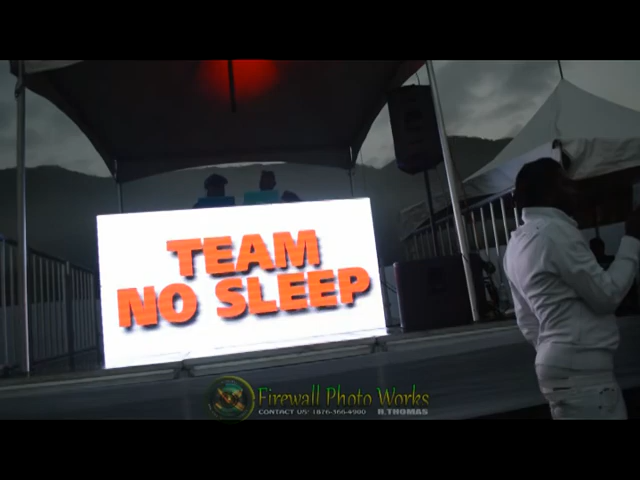 TEAM
NO SLEEP
Firewall Photo Works
CONTACT US: 1876-366-4900 R.THOMAS